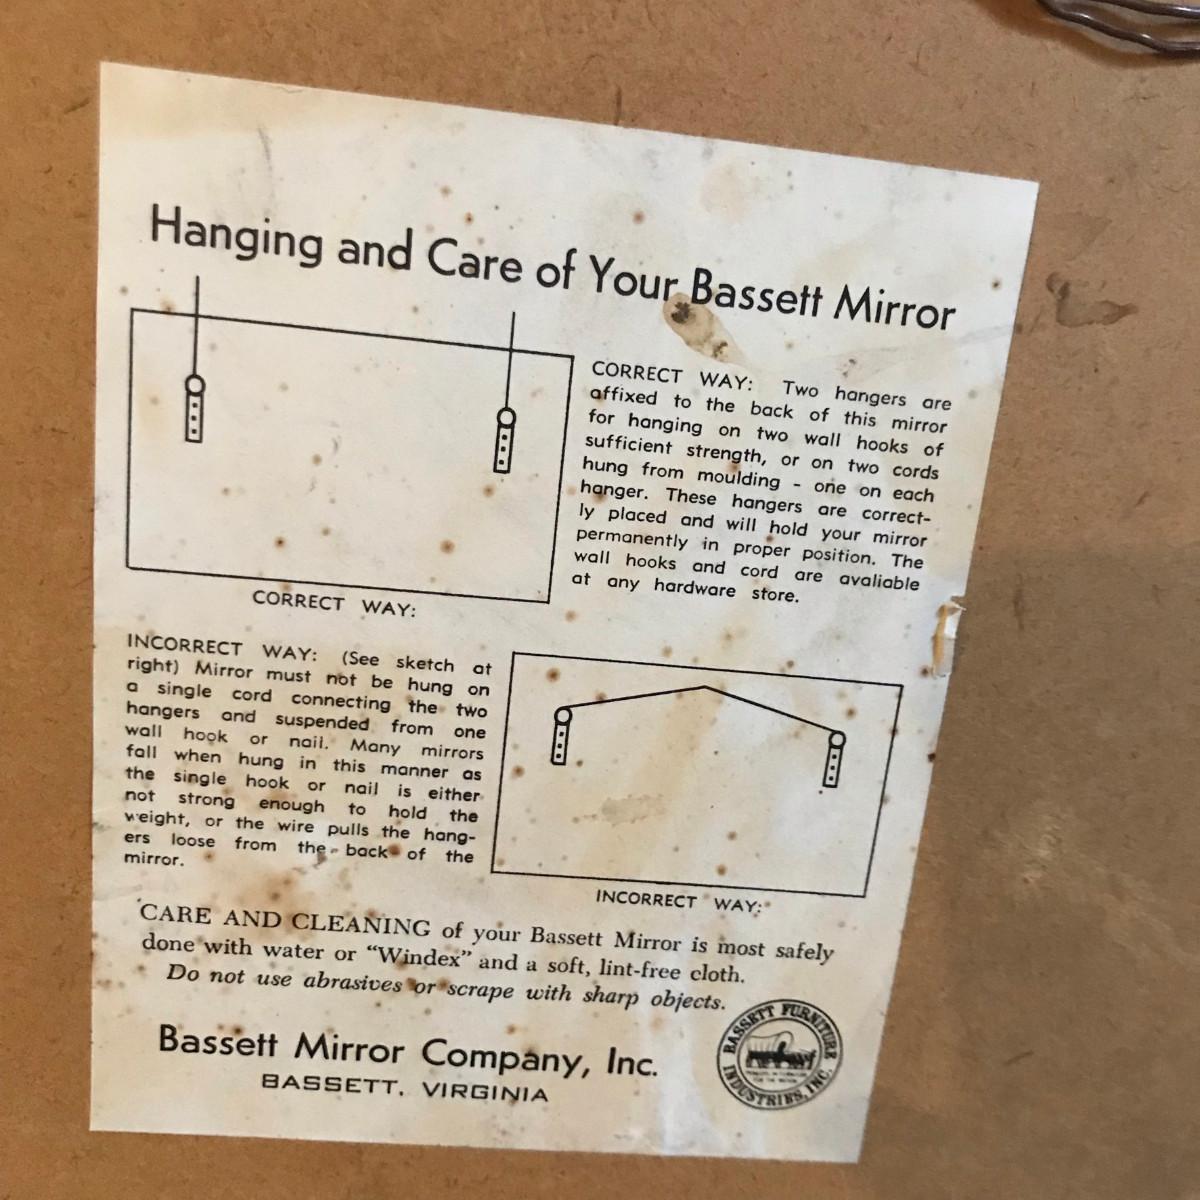 Hanging and Care of Your Bassett Mirror
CORRECT WAY: Two hangers are
affixed to the back of this mirror
for hanging on two wall hooks of
sufficient strength, or on two cords
hung from moulding - one on each
hanger. These hangers are correct-
ly placed and will hold your mirror
permanently in proper position. The
wall hooks and cord are avaliable
at any hardware store.
CORRECT WAY:
INCORRECT WAY: (See sketch at
right) Mirror must not be hung on
a single cord connecting the two
hangers and suspended from one
wall hook or nail. Many mirrors
fall when hung in this manner as
the single hook or nail is either
not strong enough to hold the
weight, or the wire pulls the hang-
ers loose from the back of the
mirror.
INCORRECT WAY:
CARE AND CLEANING of your Bassett Mirror is most safely
done with water or “Windex” and a soft, lint-free cloth.
Do not use abrasives or scrape with sharp objects.
Bassett Mirror Company, Inc.
BASSETT, VIRGINIA
BASSETT FURNITURE
INDUSTRIES, INC.